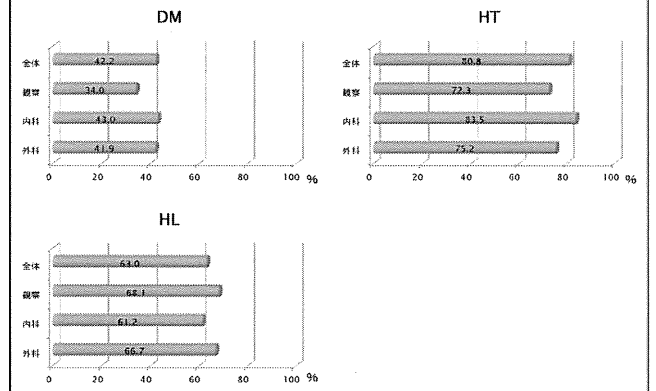 DM
全体 42.2
観察 34.0
内科 43.0
外科 41.9
0 20 40 60 80 100 %
HT
全体 80.8
観察 72.3
内科 83.5
外科 75.2
0 20 40 60 80 100 %
HL
全体 63.0
観察 68.1
内科 61.2
外科 66.7
0 20 40 60 80 100 %